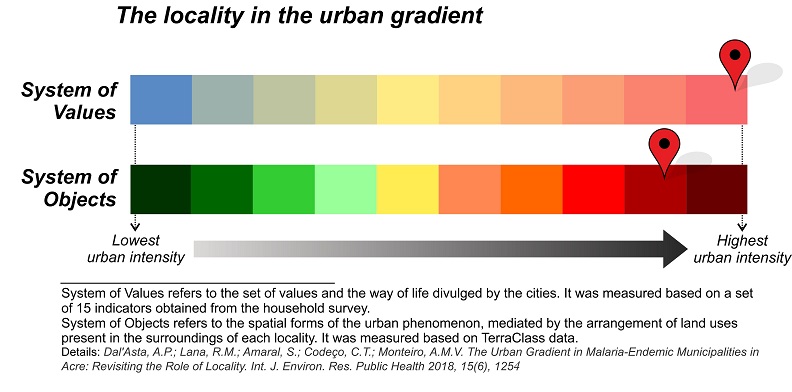 The locality in the urban gradient
System of
Values
System of
Objects
Lowest
urban intensity
Highest
urban intensity
System of Values refers to the set of values and the way of life divulged by the cities. It was measured based on a set
of 15 indicators obtained from the household survey.
System of Objects refers to the spatial forms of the urban phenomenon, mediated by the arrangement of land uses
present in the surroundings of each locality. It was measured based on TerraClass data.
Details: Dal'Asta, A.P.; Lana, R.M.; Amaral, S.; Codeço, C.T.; Monteiro, A.M.V. The Urban Gradient in Malaria-Endemic Municipalities in
Acre: Revisiting the Role of Locality. Int. J. Environ. Res. Public Health 2018, 15(6), 1254